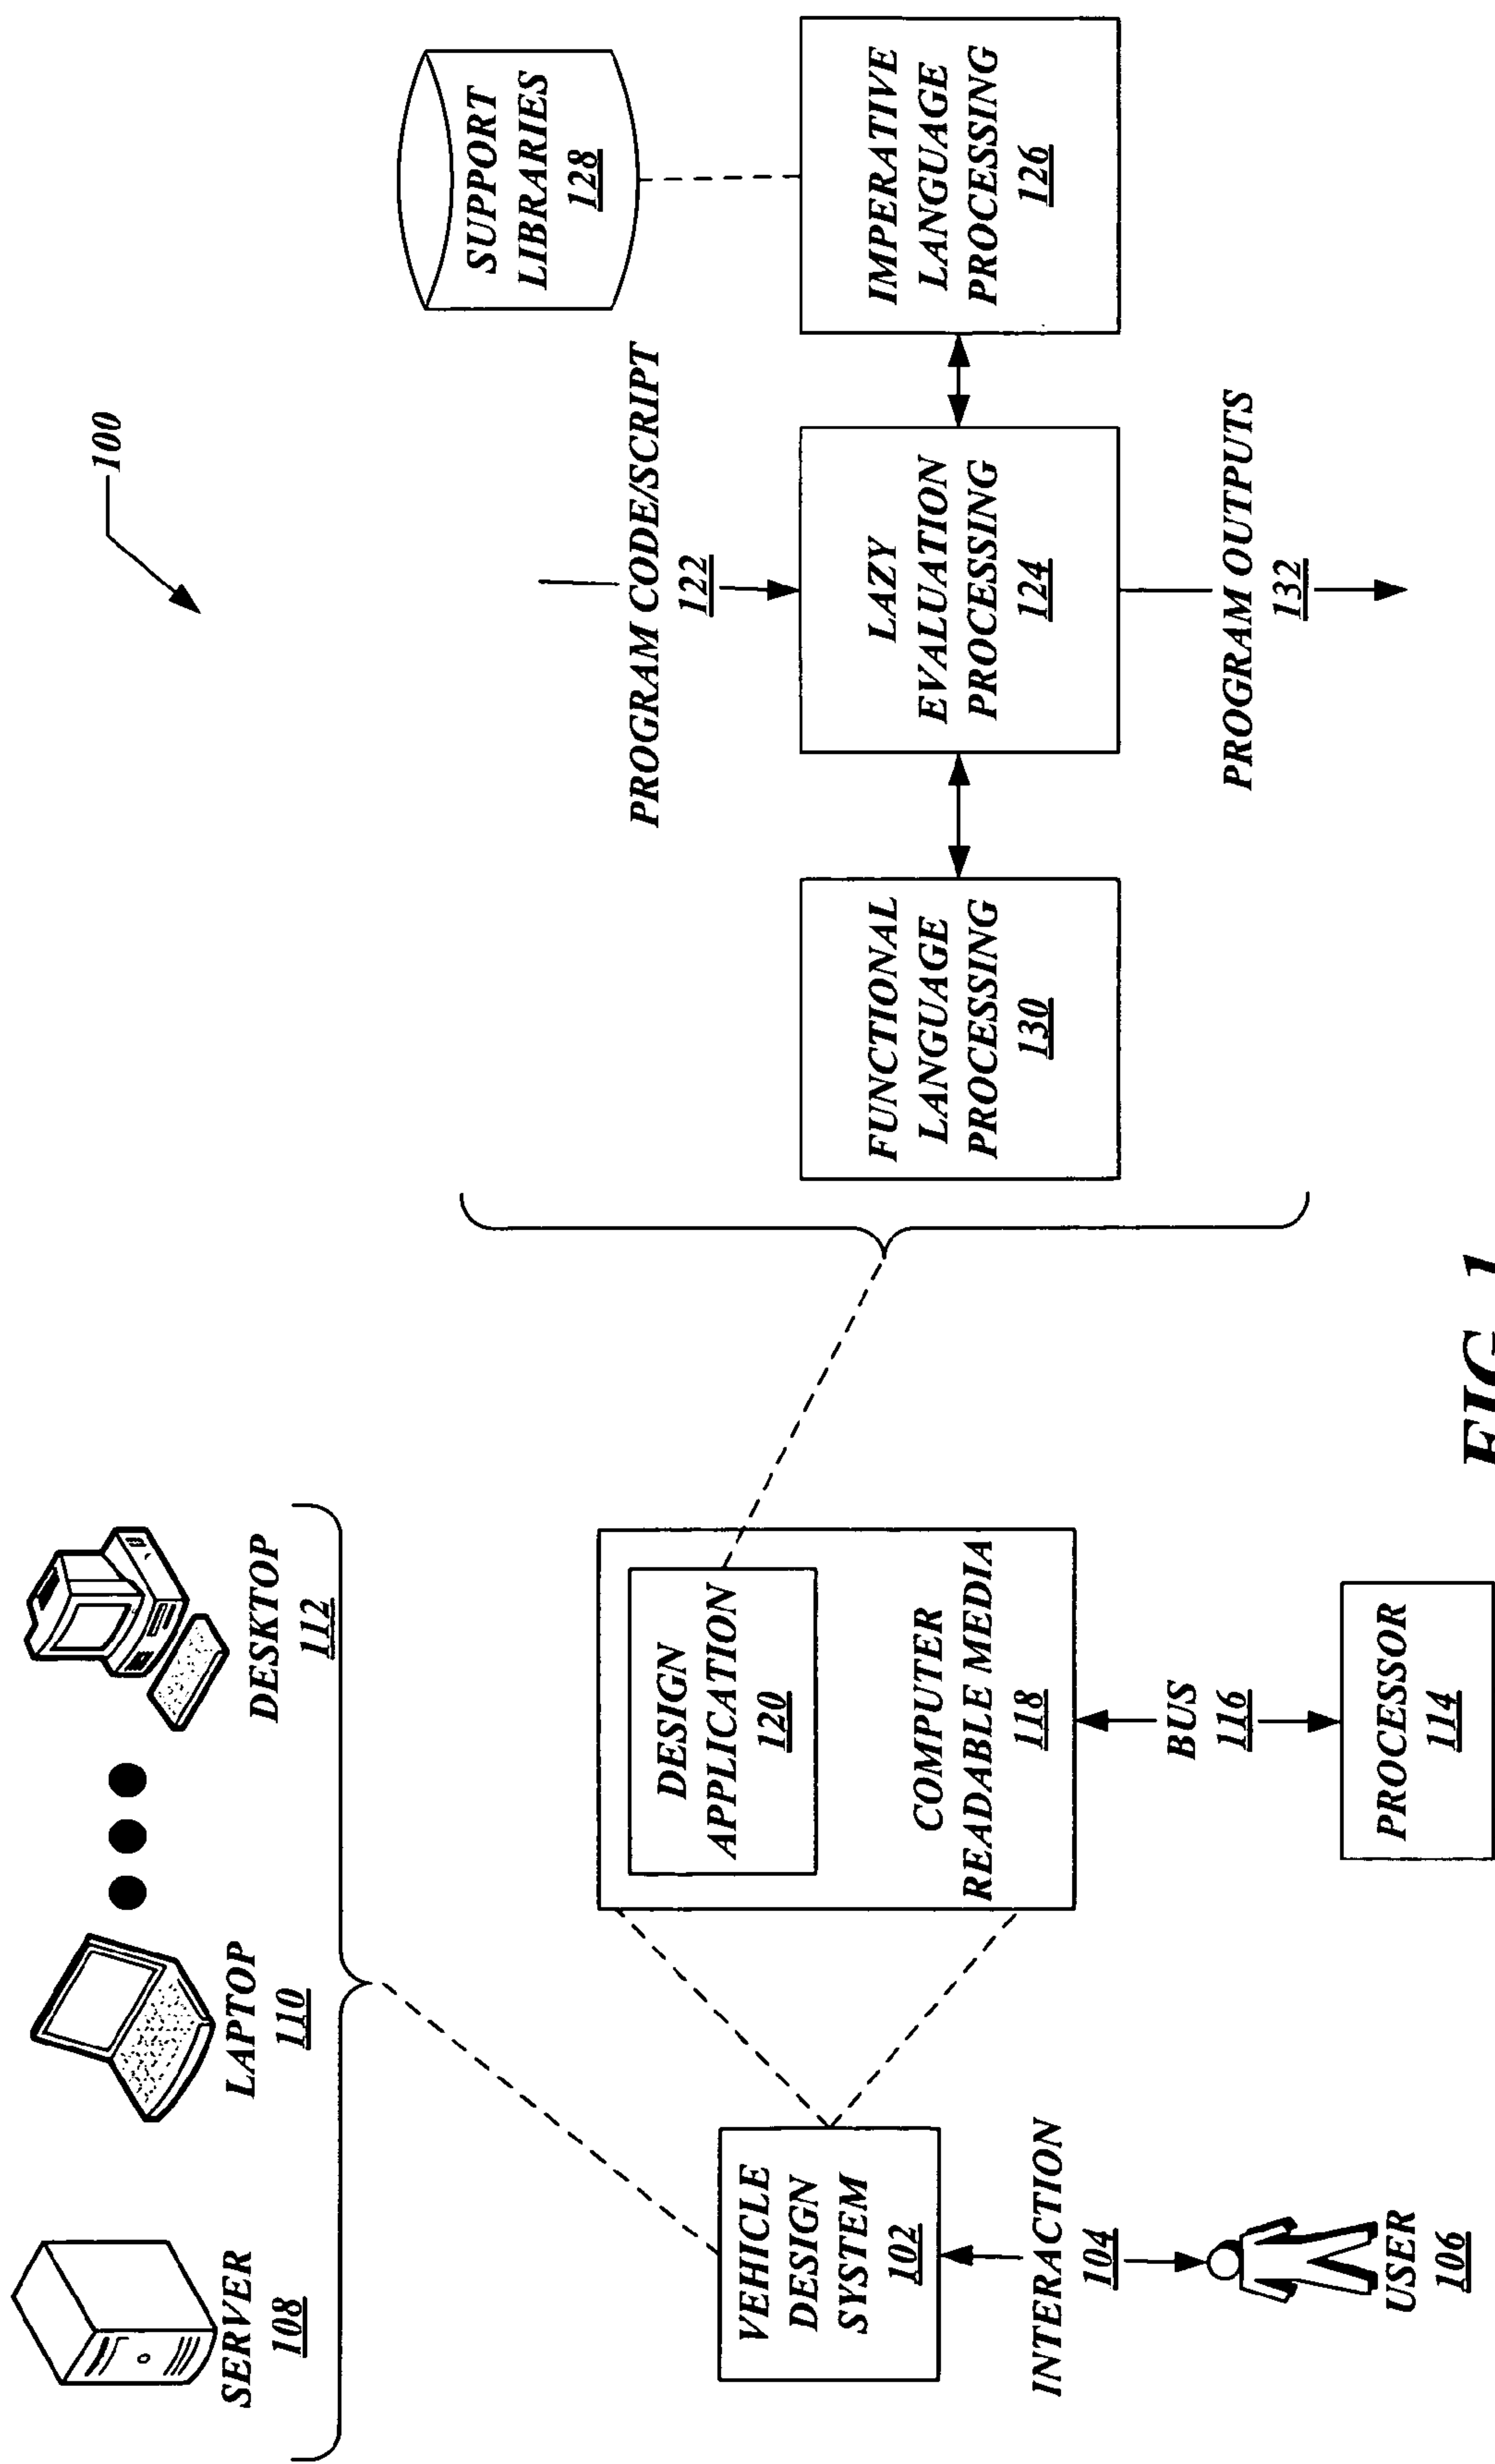 100
SERVER
108
LAPTOP
110
DESKTOP
112
VEHICLE
DESIGN
SYSTEM
102
INTERACTION
104
USER
106
DESIGN
APPLICATION
120
COMPUTER
READABLE MEDIA
118
BUS
116
PROCESSOR
114
SUPPORT
LIBRARIES
128
PROGRAM CODE/SCRIPT
122
FUNCTIONAL
LANGUAGE
PROCESSING
130
LAZY
EVALUATION
PROCESSING
124
IMPERATIVE
LANGUAGE
PROCESSING
126
PROGRAM OUTPUTS
132
FIG. 1